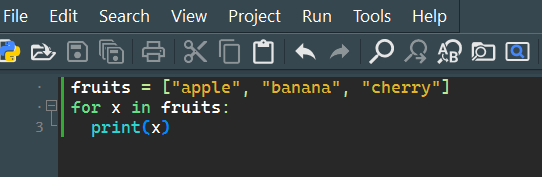 File Edit Search View Project Run Tools Help
fruits = ["apple", "banana", "cherry"]
for x in fruits:
3 print(x)